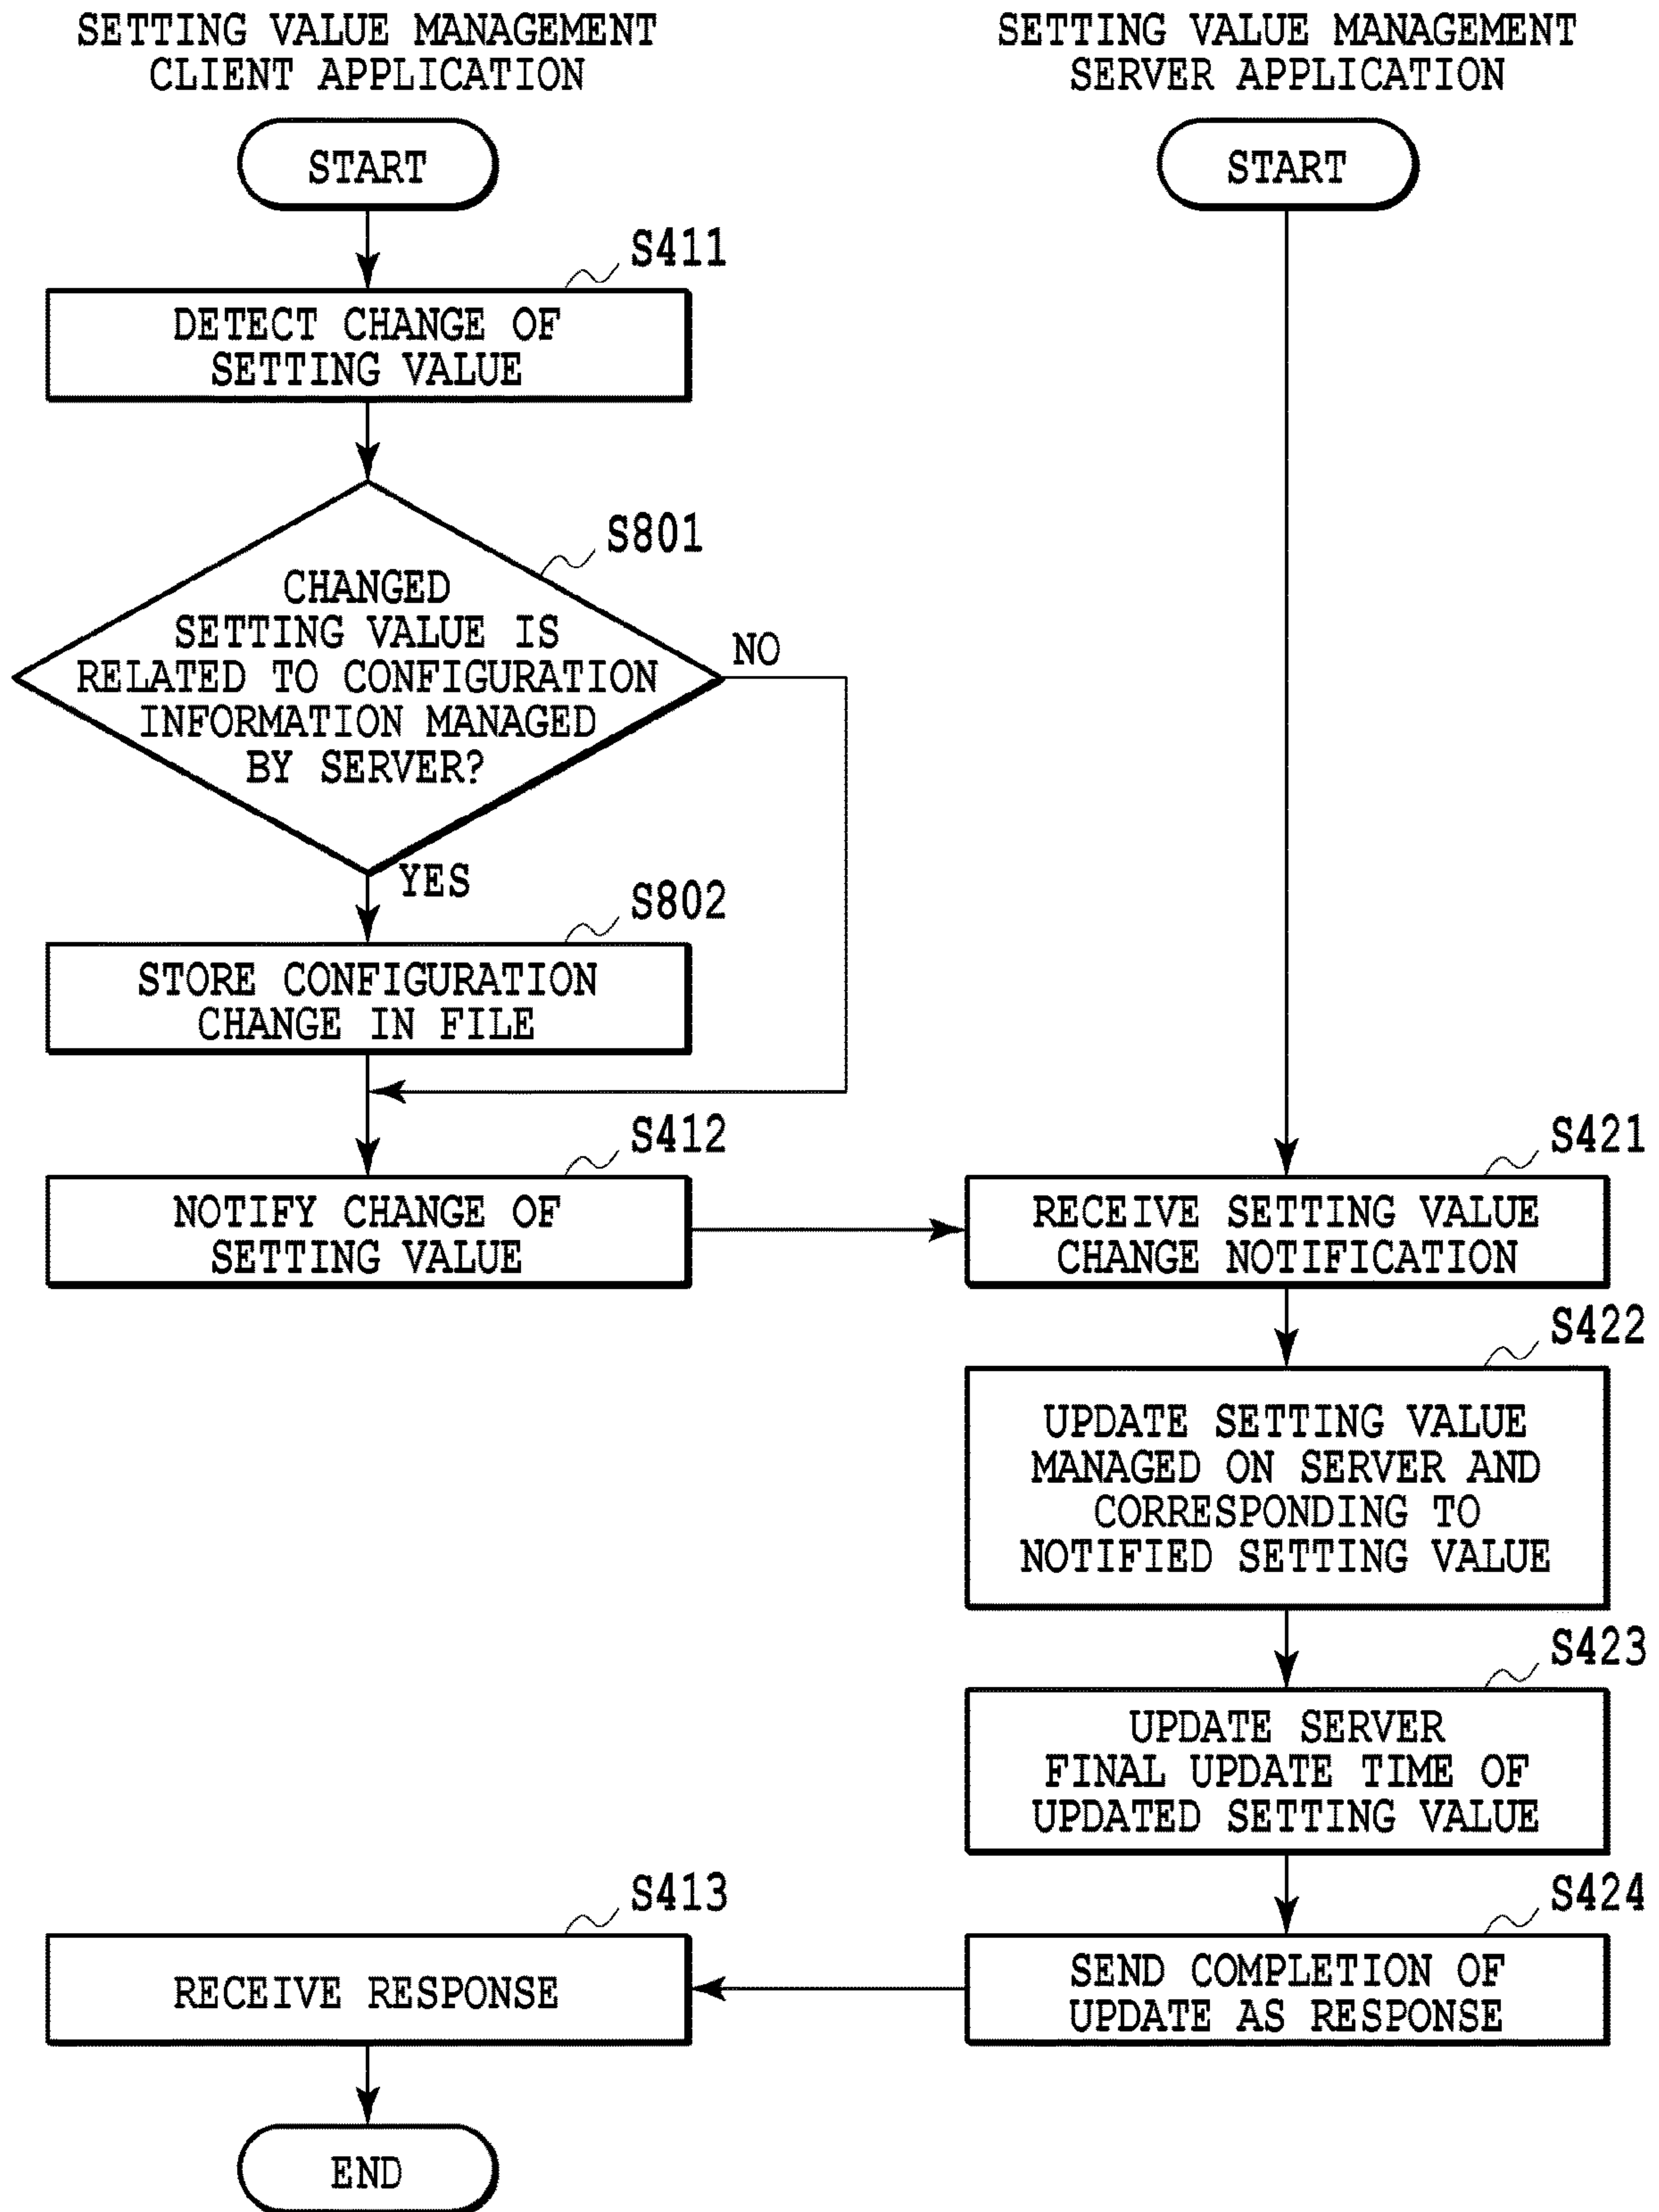 SETTING VALUE MANAGEMENT
CLIENT APPLICATION
START
S411
DETECT CHANGE OF
SETTING VALUE
S801
CHANGED
SETTING VALUE IS
RELATED TO CONFIGURATION
INFORMATION MANAGED
BY SERVER?
NO
YES
S802
STORE CONFIGURATION
CHANGE IN FILE
S412
NOTIFY CHANGE OF
SETTING VALUE
SETTING VALUE MANAGEMENT
SERVER APPLICATION
START
S421
RECEIVE SETTING VALUE
CHANGE NOTIFICATION
S422
UPDATE SETTING VALUE
MANAGED ON SERVER AND
CORRESPONDING TO
NOTIFIED SETTING VALUE
S423
UPDATE SERVER
FINAL UPDATE TIME OF
UPDATED SETTING VALUE
S424
SEND COMPLETION OF
UPDATE AS RESPONSE
S413
RECEIVE RESPONSE
END